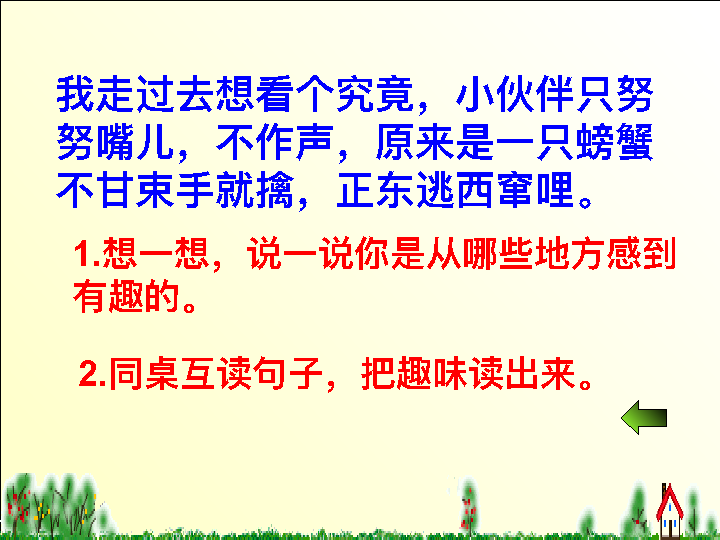 我走过去想看个究竟，小伙伴只努
努嘴儿，不作声，原来是一只螃蟹
不甘束手就擒，正东逃西窜哩。
1.想一想，说一说你是从哪些地方感到
有趣的。
2.同桌互读句子，把趣味读出来。